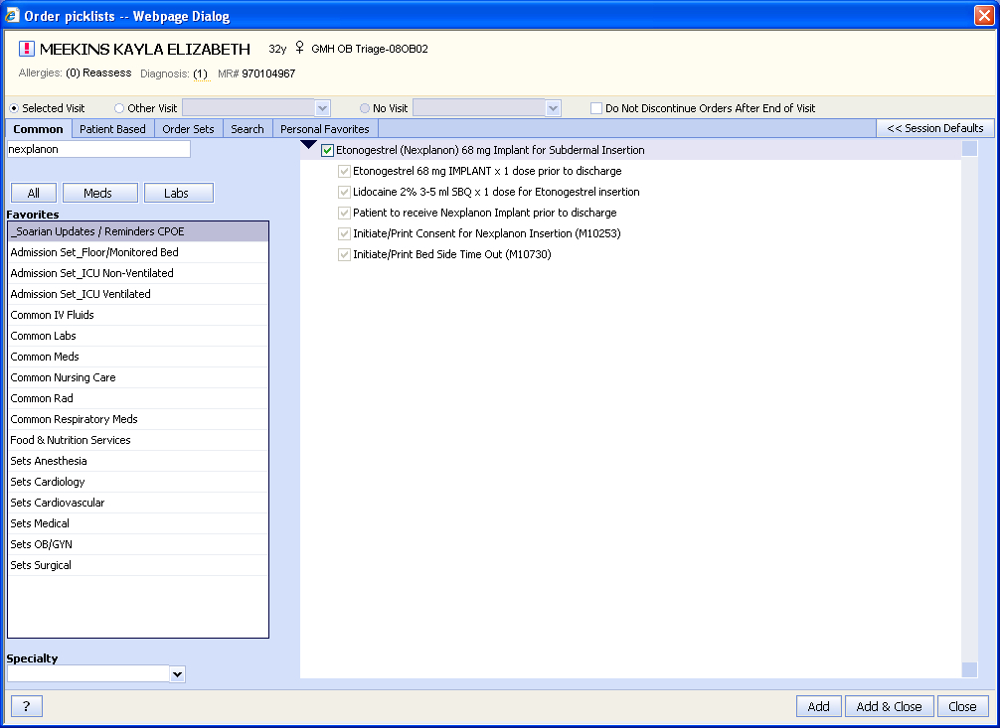 Order picklists -- Webpage Dialog
MEEKINS KAYLA ELIZABETH 32y ♀ GMH OB Triage-08OB02
Allergies: (0) Reassess Diagnosis: (1) MR# 970104967
Selected Visit Other Visit No Visit Do Not Discontinue Orders After End of Visit
Common Patient Based Order Sets Search Personal Favorites << Session Defaults
nexplanon
All Meds Labs
Favorites
_Soarian Updates / Reminders CPOE
Admission Set_Floor/Monitored Bed
Admission Set_ICU Non-Ventilated
Admission Set_ICU Ventilated
Common IV Fluids
Common Labs
Common Meds
Common Nursing Care
Common Rad
Common Respiratory Meds
Food & Nutrition Services
Sets Anesthesia
Sets Cardiology
Sets Cardiovascular
Sets Medical
Sets OB/GYN
Sets Surgical
Specialty
Etonogestrel (Nexplanon) 68 mg Implant for Subdermal Insertion
Etonogestrel 68 mg IMPLANT x 1 dose prior to discharge
Lidocaine 2% 3-5 ml SBQ x 1 dose for Etonogestrel insertion
Patient to receive Nexplanon Implant prior to discharge
Initiate/Print Consent for Nexplanon Insertion (M10253)
Initiate/Print Bed Side Time Out (M10730)
? Add Add & Close Close